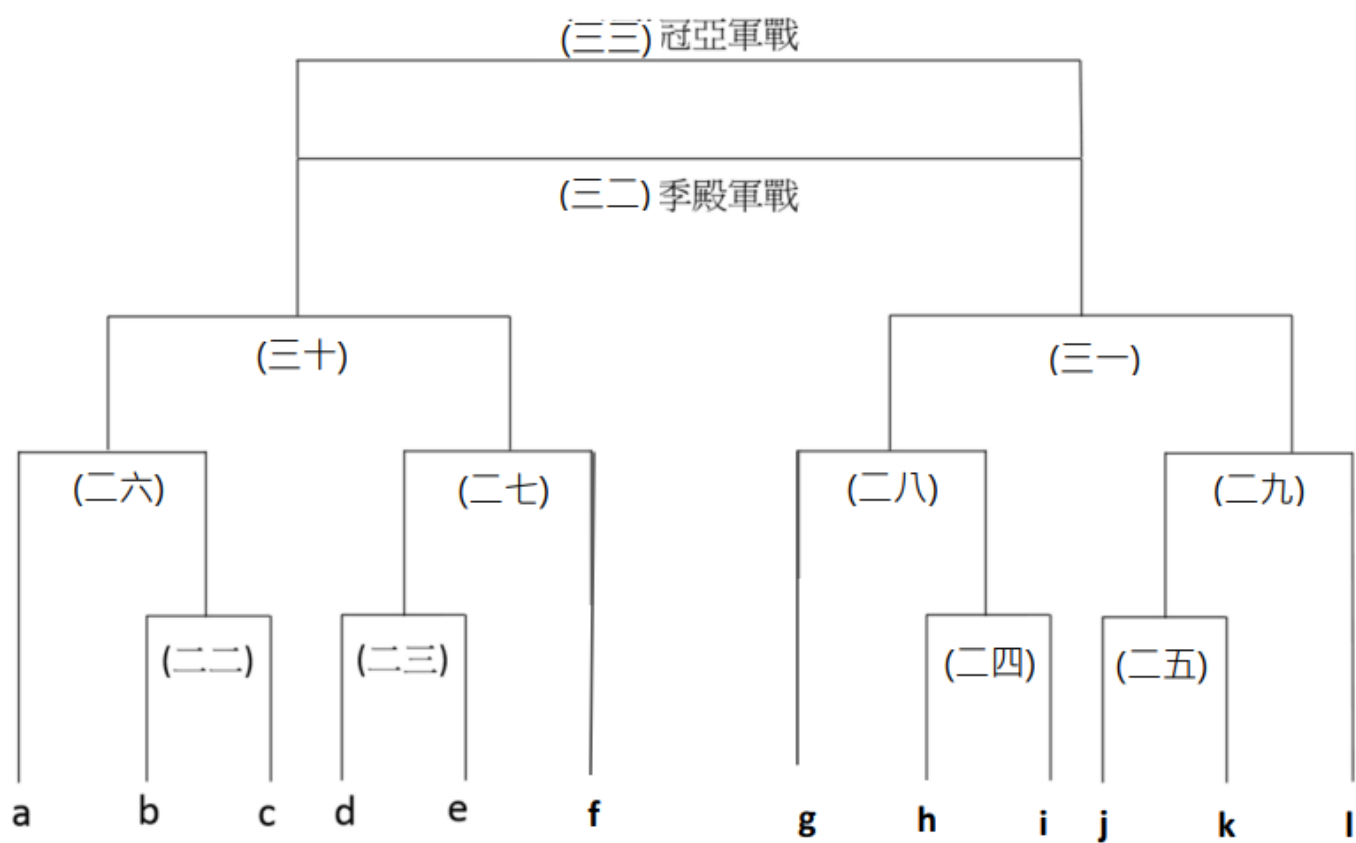 (三三) 冠亞軍戰
(三二) 季殿軍戰
(三十) (三一)
(二六) (二七) (二八) (二九)
(二二) (二三) (二四) (二五)
a b c d e f g h i j k l